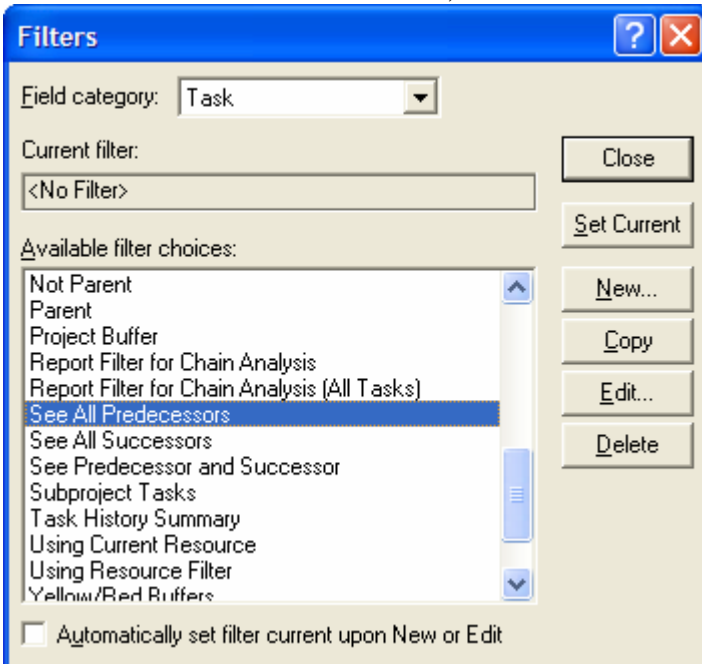 Filters
Field category: Task
Current filter:
Close
<No Filter>
Set Current
Available filter choices:
Not Parent
New...
Parent
Project Buffer
Copy
Report Filter for Chain Analysis
Report Filter for Chain Analysis (All Tasks)
Edit...
See All Predecessors
See All Successors
Delete
See Predecessor and Successor
Subproject Tasks
Task History Summary
Using Current Resource
Using Resource Filter
Yellow/Red Buffers
Automatically set filter current upon New or Edit